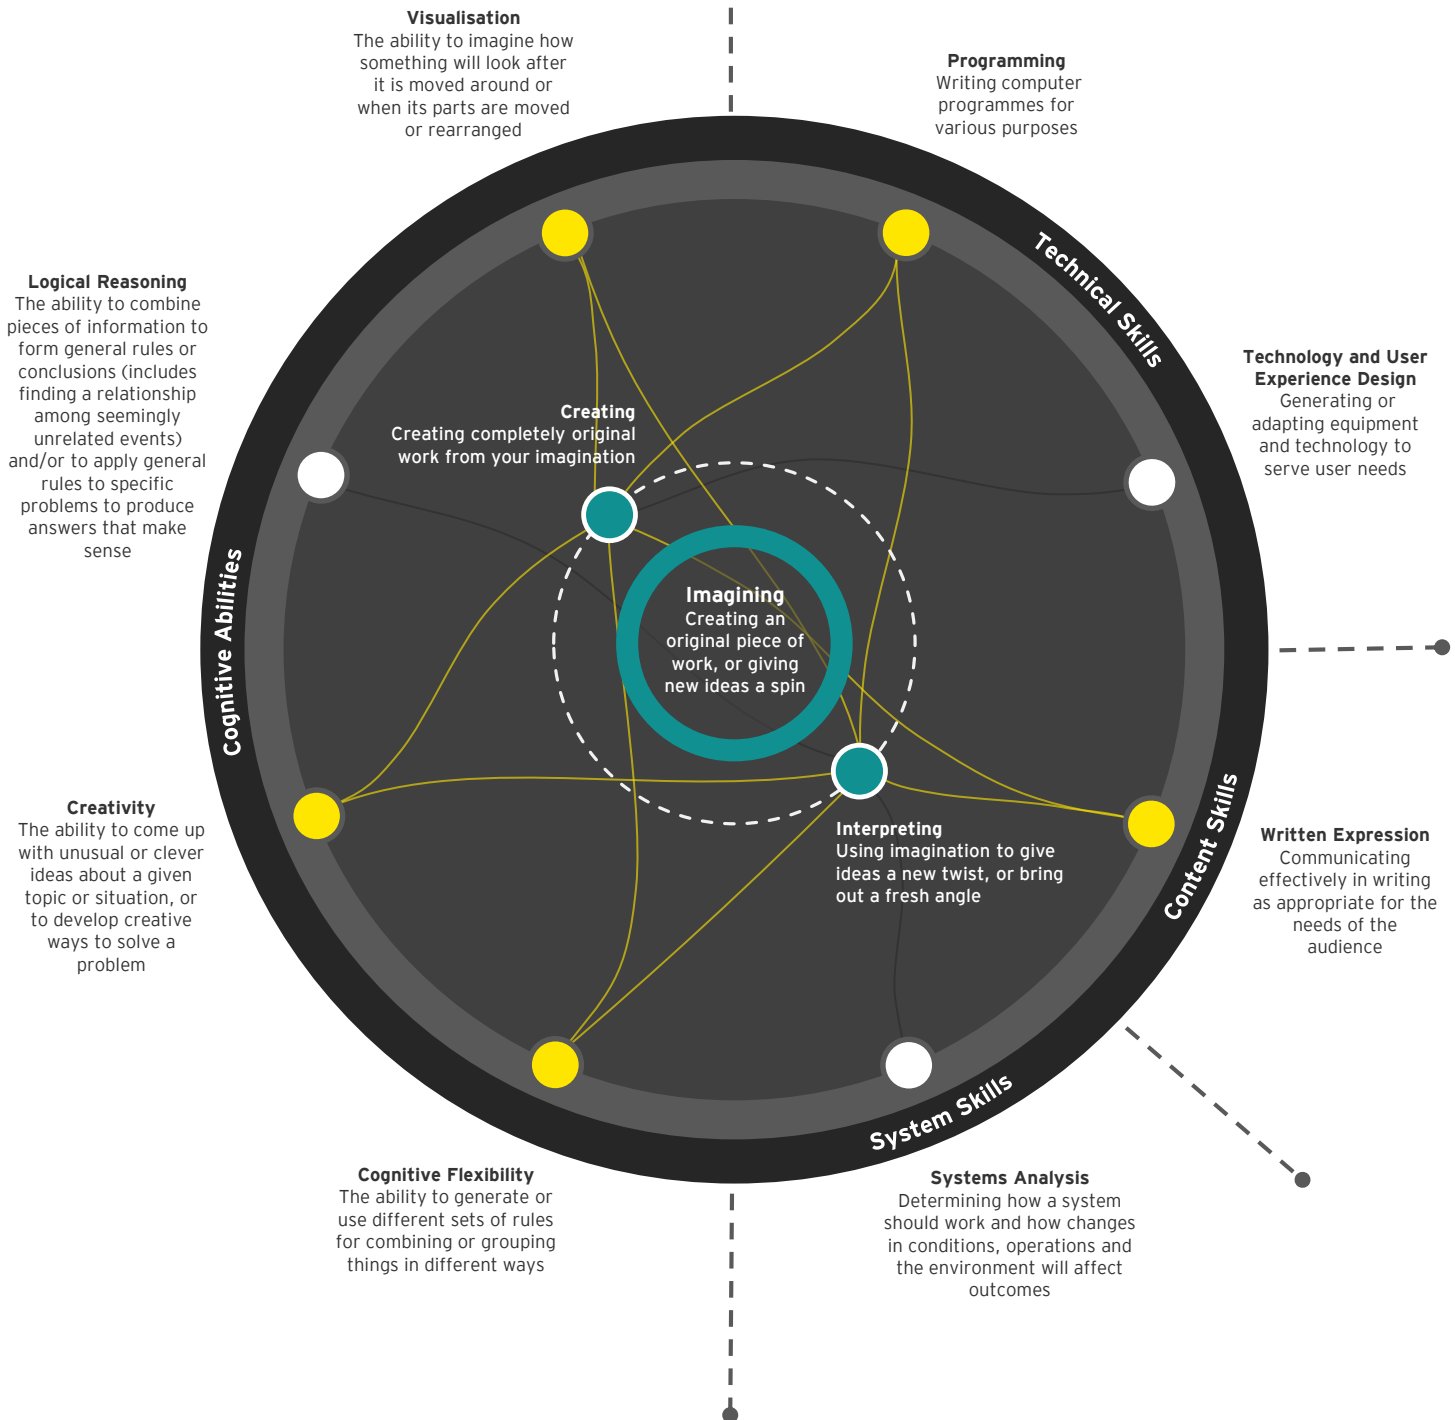 Visualisation
The ability to imagine how
something will look after
it is moved around or
when its parts are moved
or rearranged
Programming
Writing computer
programmes for
various purposes
Technical Skills
Logical Reasoning
The ability to combine
pieces of information to
form general rules or
conclusions (includes
finding a relationship
among seemingly
unrelated events)
and/or to apply general
rules to specific
problems to produce
answers that make
sense
Technology and User
Experience Design
Generating or
adapting equipment
and technology to
serve user needs
Creating
Creating completely original
work from your imagination
Cognitive Abilities
Imagining
Creating an
original piece of
work, or giving
new ideas a spin
Content Skills
Creativity
The ability to come up
with unusual or clever
ideas about a given
topic or situation, or
to develop creative
ways to solve a
problem
Interpreting
Using imagination to give
ideas a new twist, or bring
out a fresh angle
Written Expression
Communicating
effectively in writing
as appropriate for the
needs of the
audience
System Skills
Cognitive Flexibility
The ability to generate or
use different sets of rules
for combining or grouping
things in different ways
Systems Analysis
Determining how a system
should work and how changes
in conditions, operations and
the environment will affect
outcomes